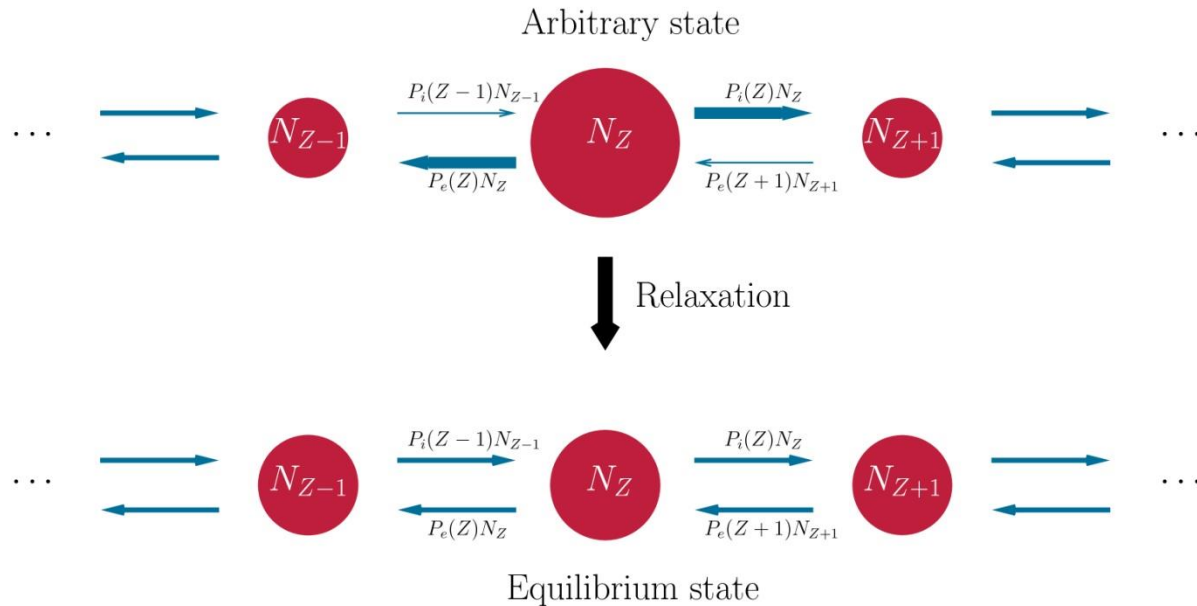 Arbitrary state
P_i(Z − 1)N_{Z−1}
P_i(Z)N_Z
...
N_{Z−1}
N_Z
N_{Z+1}
...
P_e(Z)N_Z
P_e(Z + 1)N_{Z+1}
Relaxation
P_i(Z − 1)N_{Z−1}
P_i(Z)N_Z
...
N_{Z−1}
N_Z
N_{Z+1}
...
P_e(Z)N_Z
P_e(Z + 1)N_{Z+1}
Equilibrium state